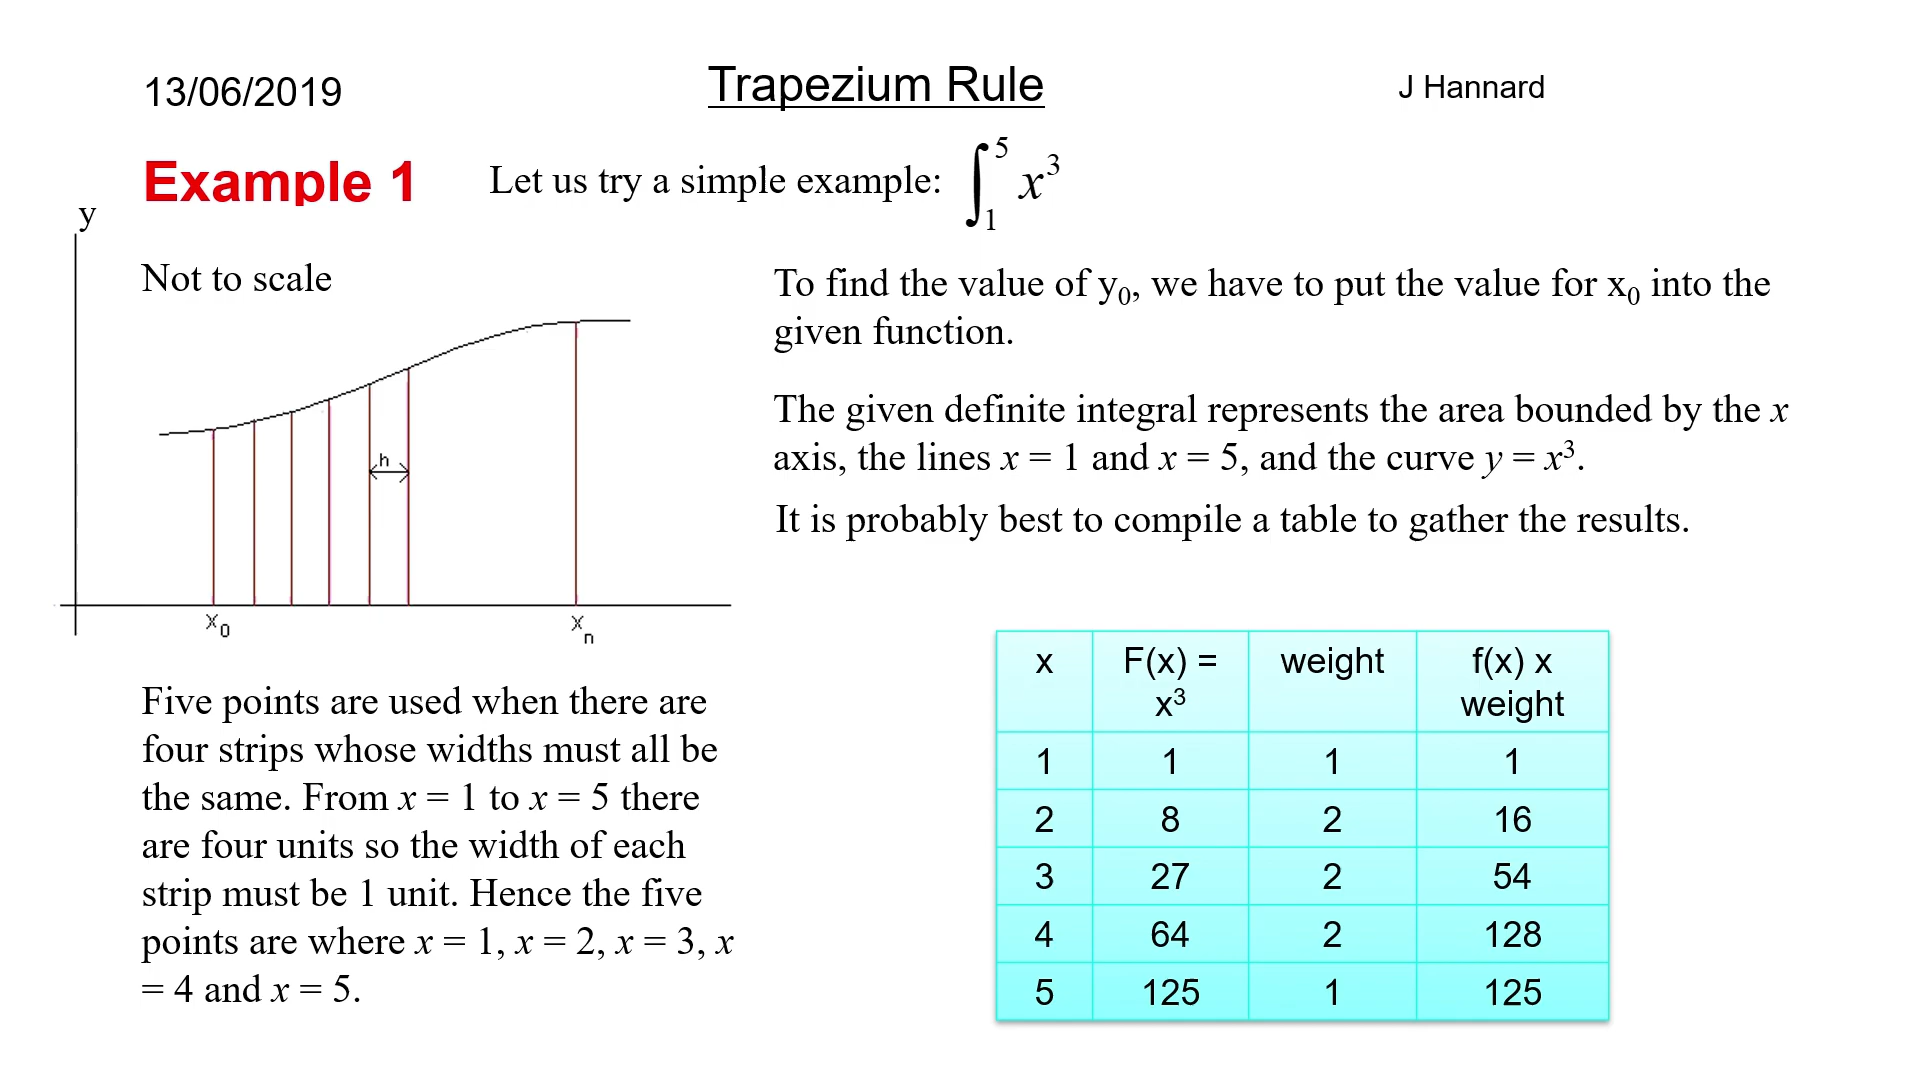 13/06/2019
Trapezium Rule
J Hannard
Example 1
Let us try a simple example: ∫₁⁵ x³
y
Not to scale
h
x₀
xₙ
To find the value of y₀, we have to put the value for x₀ into the
given function.
The given definite integral represents the area bounded by the x
axis, the lines x = 1 and x = 5, and the curve y = x³.
It is probably best to compile a table to gather the results.
Five points are used when there are
four strips whose widths must all be
the same. From x = 1 to x = 5 there
are four units so the width of each
strip must be 1 unit. Hence the five
points are where x = 1, x = 2, x = 3, x
= 4 and x = 5.
x F(x) = x³ weight f(x) x weight
1 1 1 1
2 8 2 16
3 27 2 54
4 64 2 128
5 125 1 125